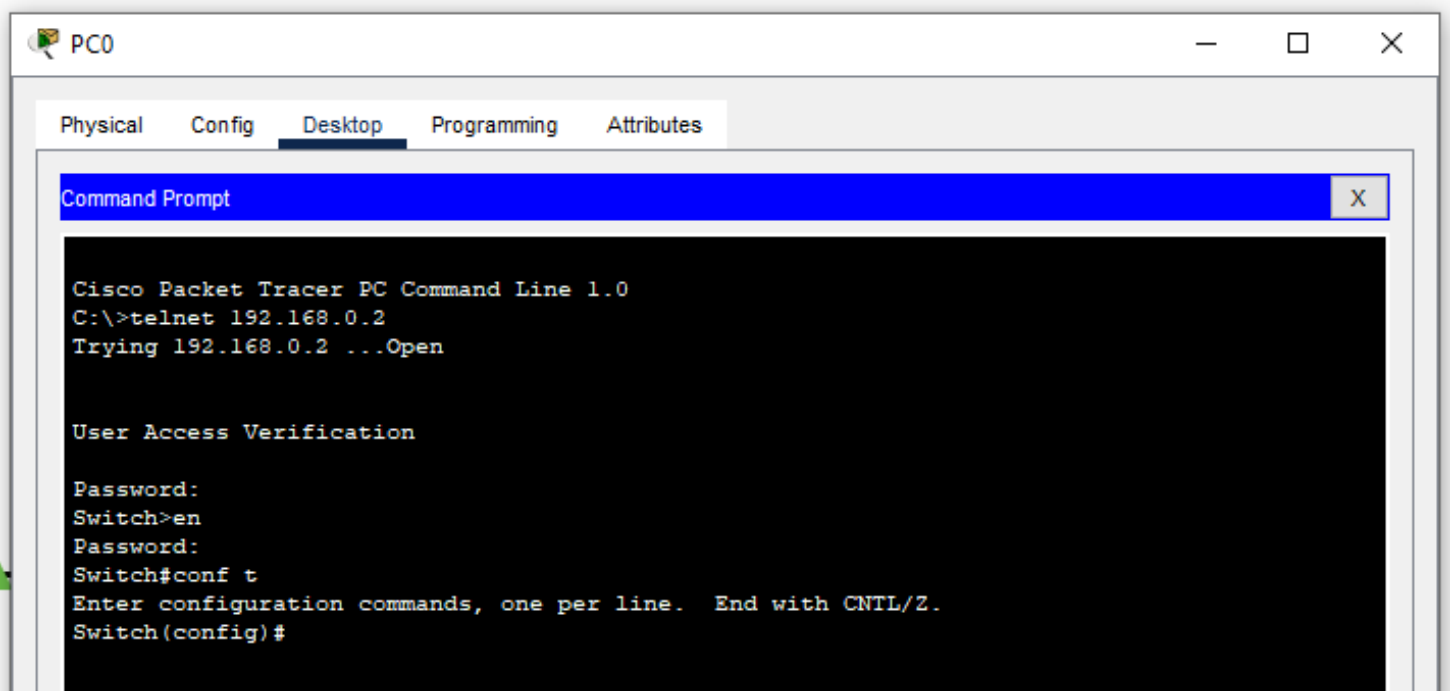 PC0
Physical Config Desktop Programming Attributes
Command Prompt X
Cisco Packet Tracer PC Command Line 1.0
C:\>telnet 192.168.0.2
Trying 192.168.0.2 ...Open
User Access Verification
Password:
Switch>en
Password:
Switch#conf t
Enter configuration commands, one per line.  End with CNTL/Z.
Switch(config)#